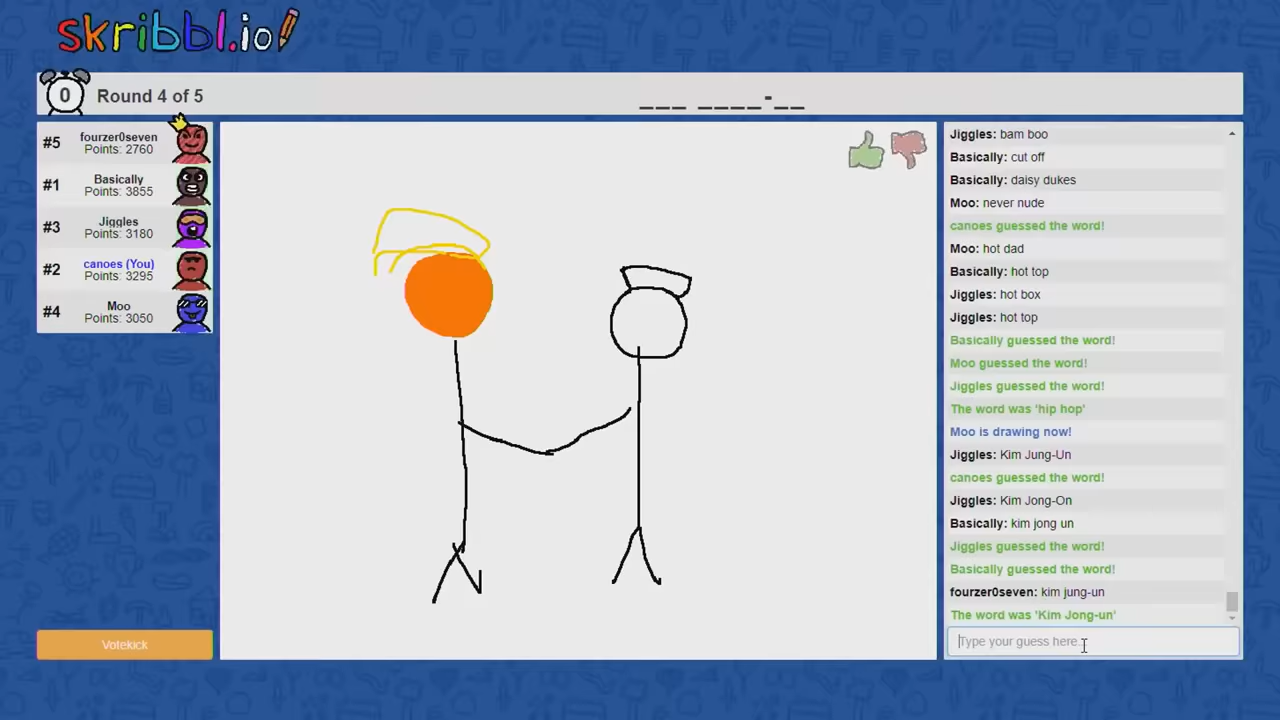 skribbl.io
0
Round 4 of 5
___ ____-__
#5 fourzer0seven
Points: 2760
#1 Basically
Points: 3855
#3 Jiggles
Points: 3180
#2 canoes (You)
Points: 3295
#4 Moo
Points: 3050
Votekick
Jiggles: bam boo
Basically: cut off
Basically: daisy dukes
Moo: never nude
canoes guessed the word!
Moo: hot dad
Basically: hot top
Jiggles: hot box
Jiggles: hot top
Basically guessed the word!
Moo guessed the word!
Jiggles guessed the word!
The word was 'hip hop'
Moo is drawing now!
Jiggles: Kim Jung-Un
canoes guessed the word!
Jiggles: Kim Jong-On
Basically: kim jong un
Jiggles guessed the word!
Basically guessed the word!
fourzer0seven: kim jung-un
The word was 'Kim Jong-un'
Type your guess here...